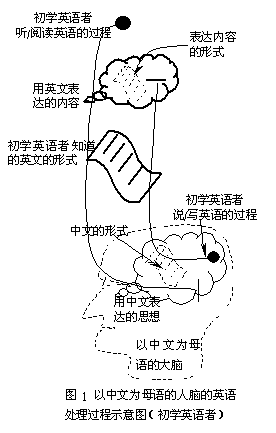 初学英语者
听/阅读英语的过程
表达内容
的形式
用英文表
达的内容
初学英语者知道
的英文的形式
初学英语者
说/写英语的过程
中文的形式
用中文表
达的思想
以中文为母
语的大脑
图 1 以中文为母语的人脑的英语
处理过程示意图(初学英语者)